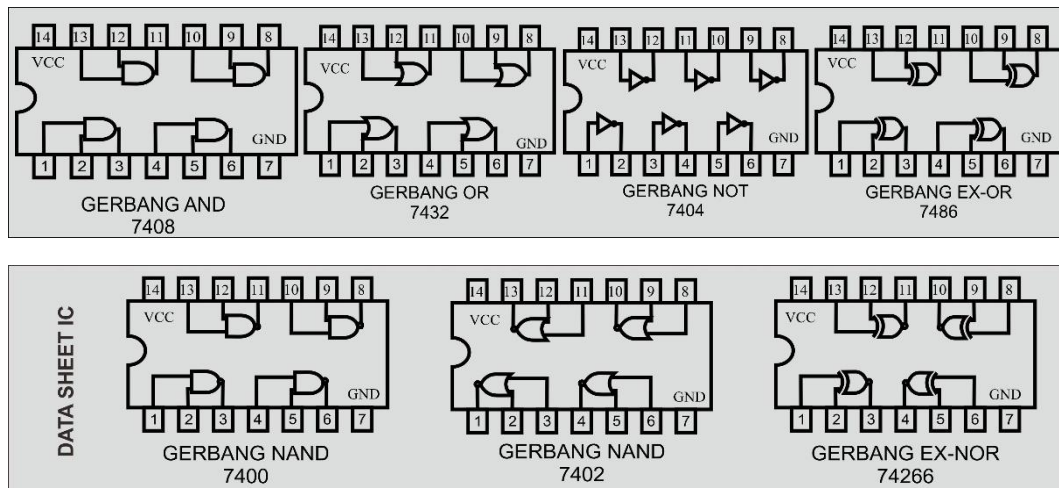 14 13 12 11 10 9 8
VCC
GND
1 2 3 4 5 6 7
GERBANG AND
7408
14 13 12 11 10 9 8
VCC
GND
1 2 3 4 5 6 7
GERBANG OR
7432
14 13 12 11 10 9 8
VCC
GND
1 2 3 4 5 6 7
GERBANG NOT
7404
14 13 12 11 10 9 8
VCC
GND
1 2 3 4 5 6 7
GERBANG EX-OR
7486
DATA SHEET IC
14 13 12 11 10 9 8
VCC
GND
1 2 3 4 5 6 7
GERBANG NAND
7400
14 13 12 11 10 9 8
VCC
GND
1 2 3 4 5 6 7
GERBANG NAND
7402
14 13 12 11 10 9 8
VCC
GND
1 2 3 4 5 6 7
GERBANG EX-NOR
74266